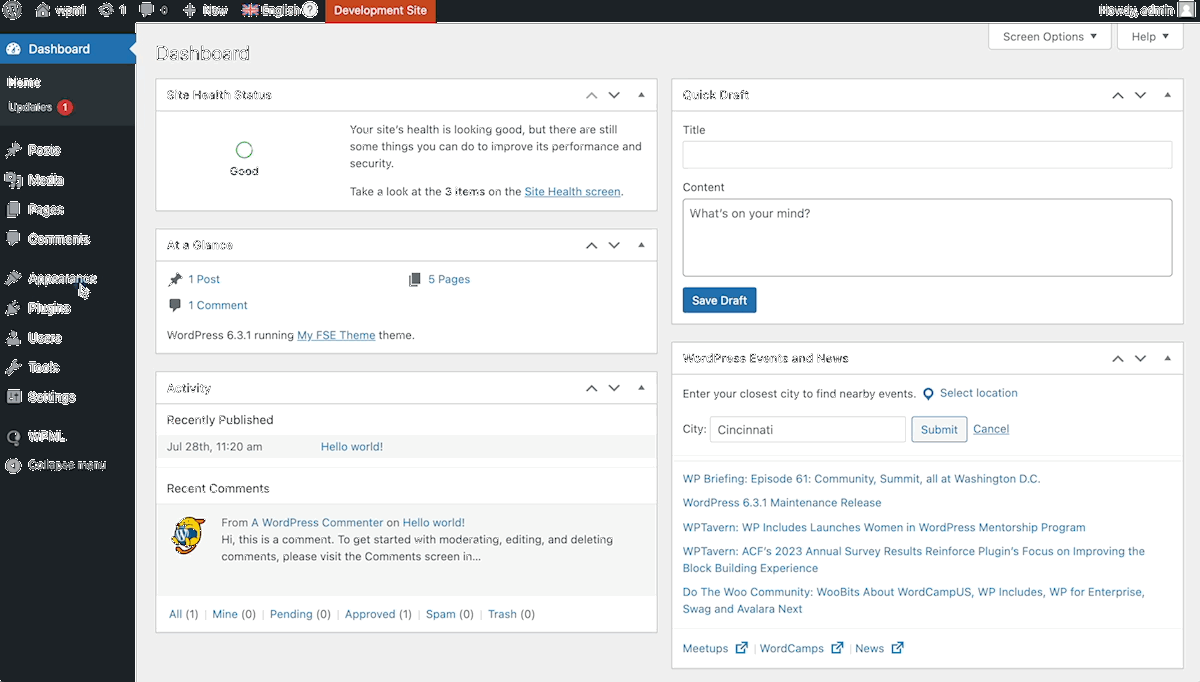 wpml 1 0 New English ? Development Site Howdy, admin
Dashboard
Home
Updates 1
Posts
Media
Pages
Comments
Appearance
Plugins
Users
Tools
Settings
WPML
Collapse menu
Screen Options Help
Dashboard
Site Health Status
Good
Your site's health is looking good, but there are still
some things you can do to improve its performance and
security.
Take a look at the 3 items on the Site Health screen.
At a Glance
1 Post 5 Pages
1 Comment
WordPress 6.3.1 running My FSE Theme theme.
Activity
Recently Published
Jul 28th, 11:20 am Hello world!
Recent Comments
From A WordPress Commenter on Hello world!
Hi, this is a comment. To get started with moderating, editing, and deleting
comments, please visit the Comments screen in…
All (1) | Mine (0) | Pending (0) | Approved (1) | Spam (0) | Trash (0)
Quick Draft
Title
Content
What's on your mind?
Save Draft
WordPress Events and News
Enter your closest city to find nearby events. Select location
City: Cincinnati Submit Cancel
WP Briefing: Episode 61: Community, Summit, all at Washington D.C.
WordPress 6.3.1 Maintenance Release
WPTavern: WP Includes Launches Women in WordPress Mentorship Program
WPTavern: ACF's 2023 Annual Survey Results Reinforce Plugin's Focus on Improving the
Block Building Experience
Do The Woo Community: WooBits About WordCampUS, WP Includes, WP for Enterprise,
Swag and Avalara Next
Meetups | WordCamps | News